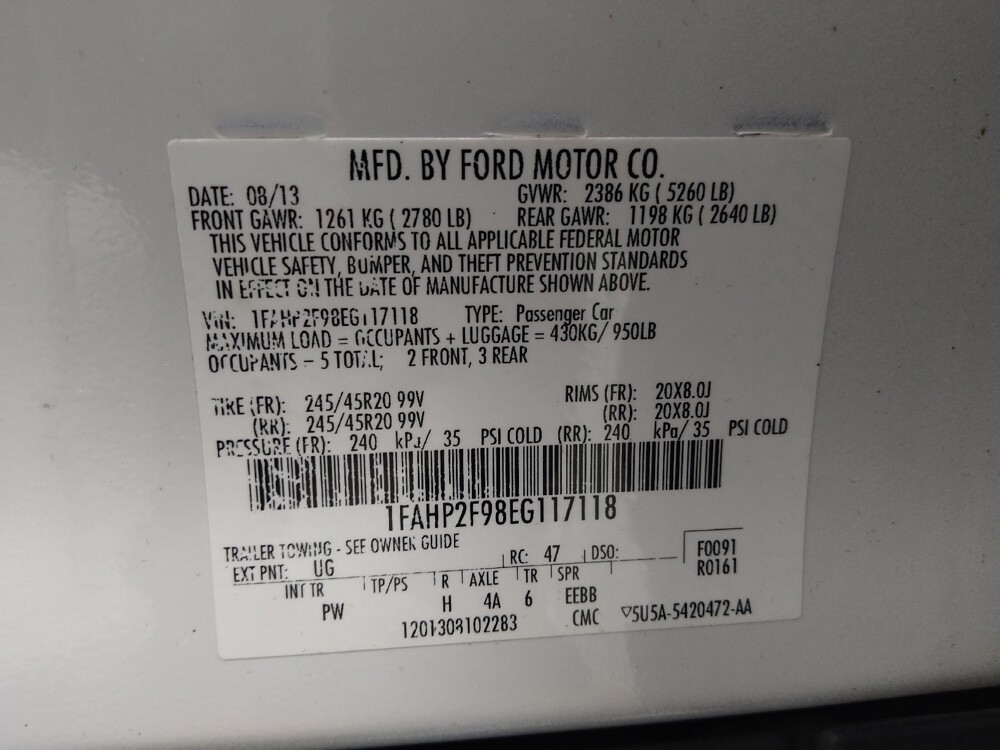 MFD. BY FORD MOTOR CO.
DATE: 08/13 GVWR: 2386 KG ( 5260 LB)
FRONT GAWR: 1261 KG ( 2780 LB) REAR GAWR: 1198 KG ( 2640 LB)
THIS VEHICLE CONFORMS TO ALL APPLICABLE FEDERAL MOTOR
VEHICLE SAFETY, BUMPER, AND THEFT PREVENTION STANDARDS
IN EFFECT ON THE DATE OF MANUFACTURE SHOWN ABOVE.
VIN: 1FAHP2F98EG117118 TYPE: Passenger Car
MAXIMUM LOAD = OCCUPANTS + LUGGAGE = 430KG/ 950LB
OCCUPANTS - 5 TOTAL; 2 FRONT, 3 REAR
TIRE (FR): 245/45R20 99V RIMS (FR): 20X8.0J
(RR): 245/45R20 99V (RR): 20X8.0J
PRESSURE (FR): 240 kPa/ 35 PSI COLD (RR): 240 kPa/ 35 PSI COLD
1FAHP2F98EG117118
TRAILER TOWING - SEE OWNER GUIDE
EXT PNT: UG RC: 47 DSO: F0091
R0161
INT TR TP/PS R AXLE TR SPR
PW H 4A 6 EEBB
1201308102283 CMC ▽5U5A-5420472-AA